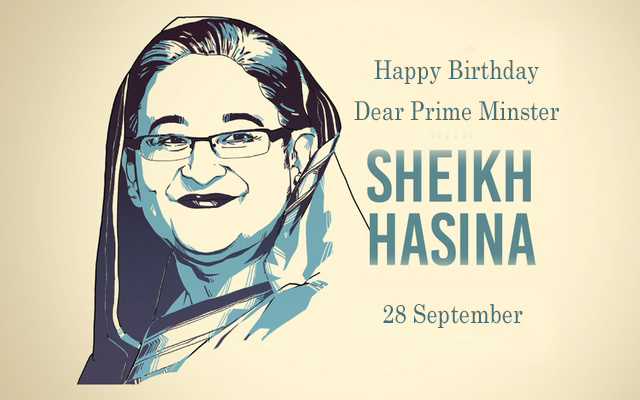 Happy Birthday
Dear Prime Minster
SHEIKH
HASINA
28 September